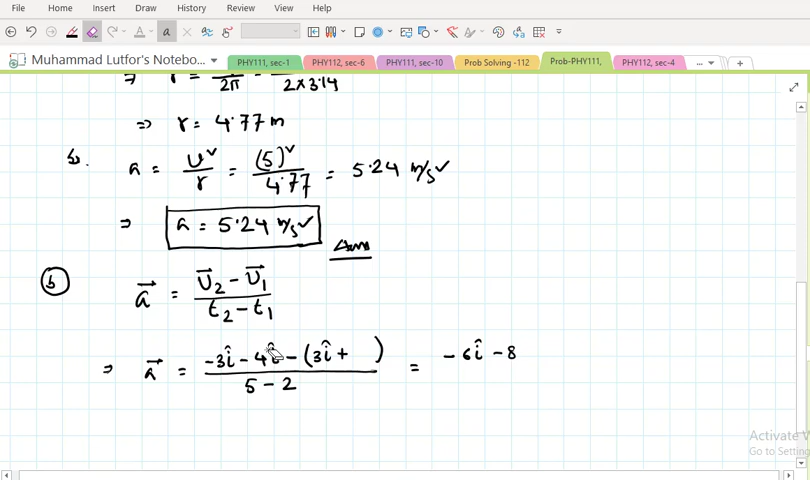 File Home Insert Draw History Review View Help
Muhammad Lutfor's Notebo... PHY111, sec-1 PHY112, sec-6 PHY111, sec-10 Prob Solving -112 Prob-PHY111, PHY112, sec-4 ... +
⇒ r = 2π = 2×3.14
⇒ r = 4.77 m
a = v²/r = (5)²/4.77 = 5.24 m/s²
⇒ a = 5.24 m/s²
Ans
b a⃗ = (v⃗₂ − v⃗₁)/(t₂ − t₁)
⇒ a⃗ = (−3î − 4 − (3î + ))/(5 − 2) = −6î − 8
Activate W
Go to Setting